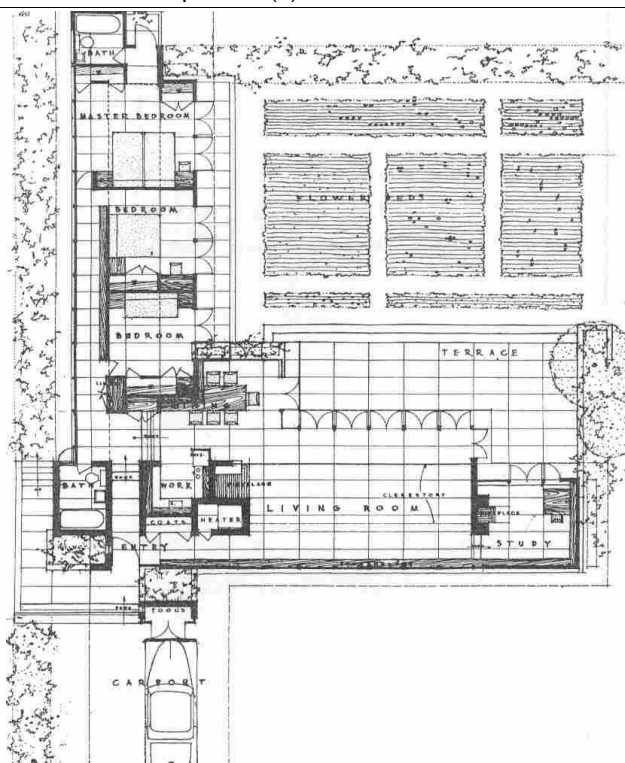 BATH
MASTER BEDROOM
BEDROOM
FLOWER BEDS
BEDROOM
TERRACE
DINING
BATH
WORK
FIREPLACE
CLERESTORY
LIVING ROOM
FIREPLACE
COATS
HEATER
ENTRY
STUDY
TOOLS
CARPORT